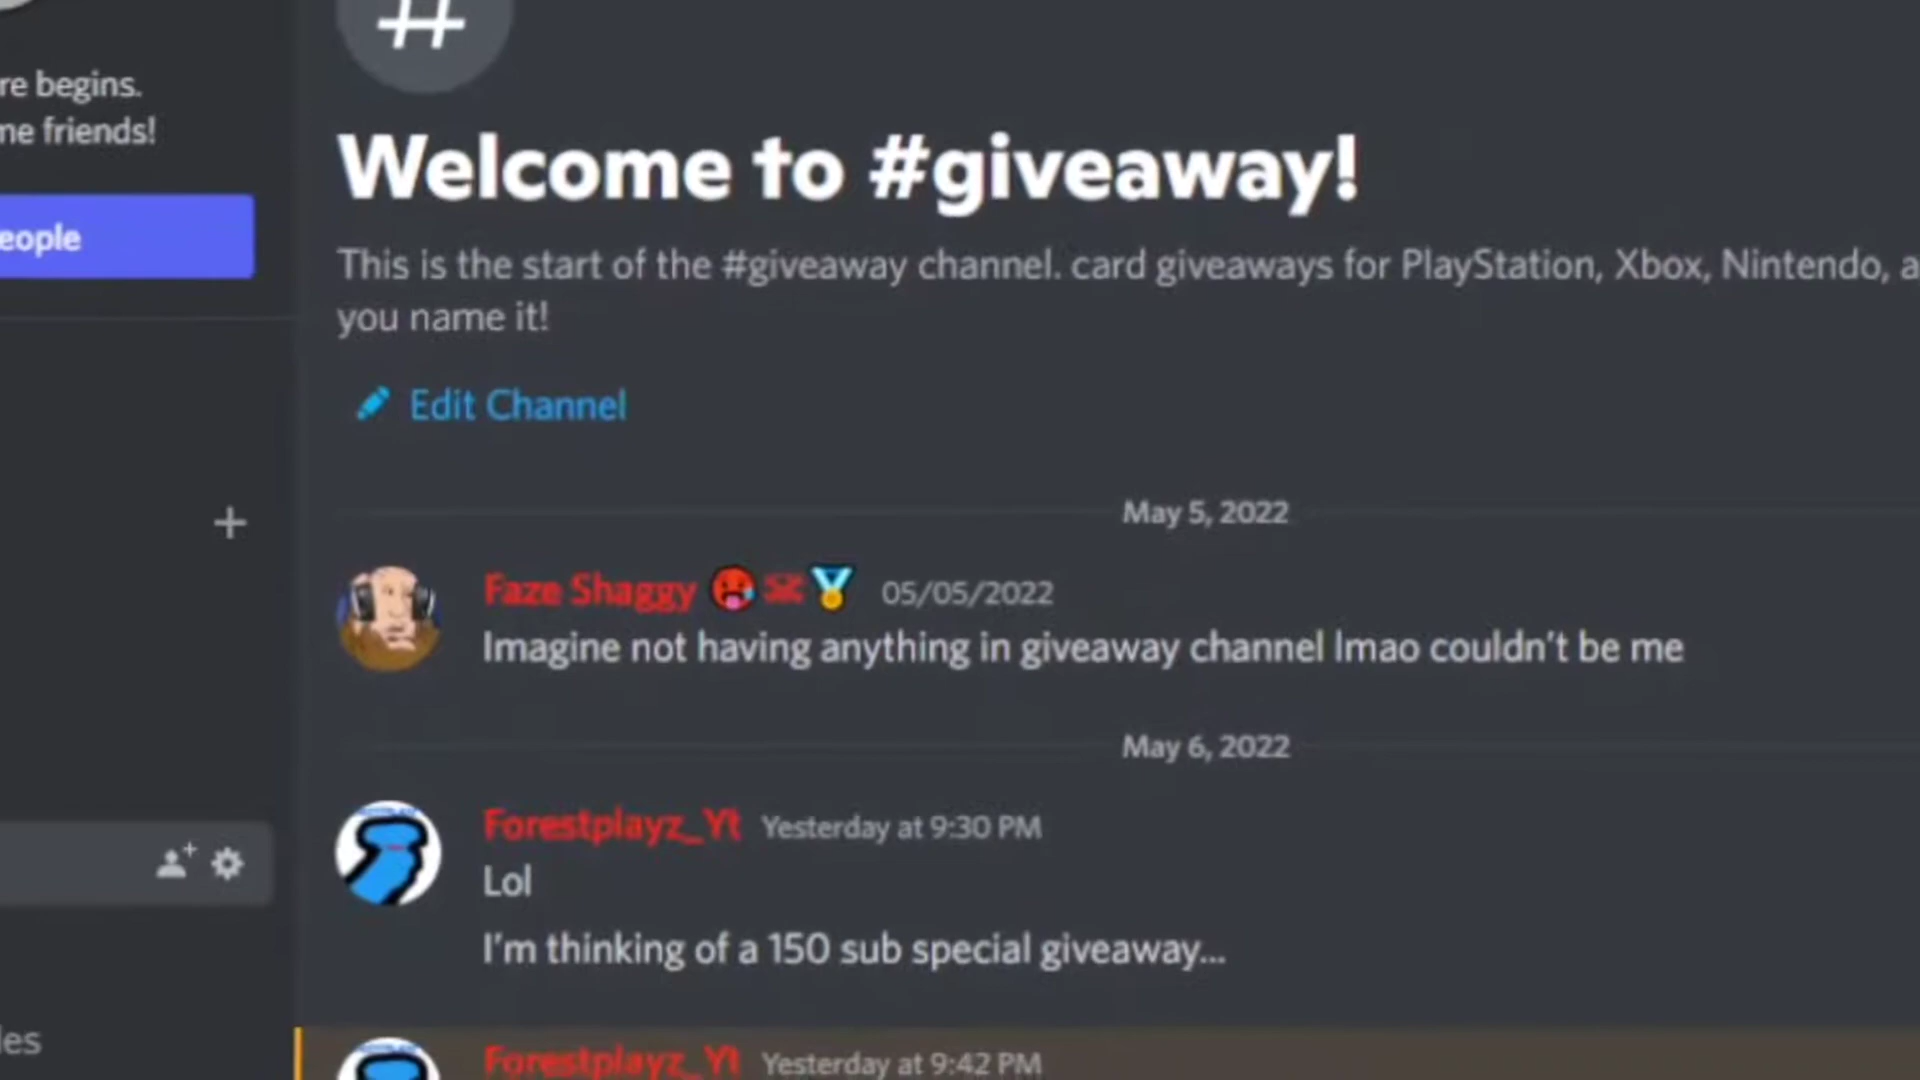 re begins.
me friends!
eople
Welcome to #giveaway!
This is the start of the #giveaway channel. card giveaways for PlayStation, Xbox, Nintendo, a
you name it!
Edit Channel
May 5, 2022
Faze Shaggy 05/05/2022
Imagine not having anything in giveaway channel lmao couldn't be me
May 6, 2022
Forestplayz_Yt Yesterday at 9:30 PM
Lol
I'm thinking of a 150 sub special giveaway...
les
Forestplayz_Yt Yesterday at 9:42 PM